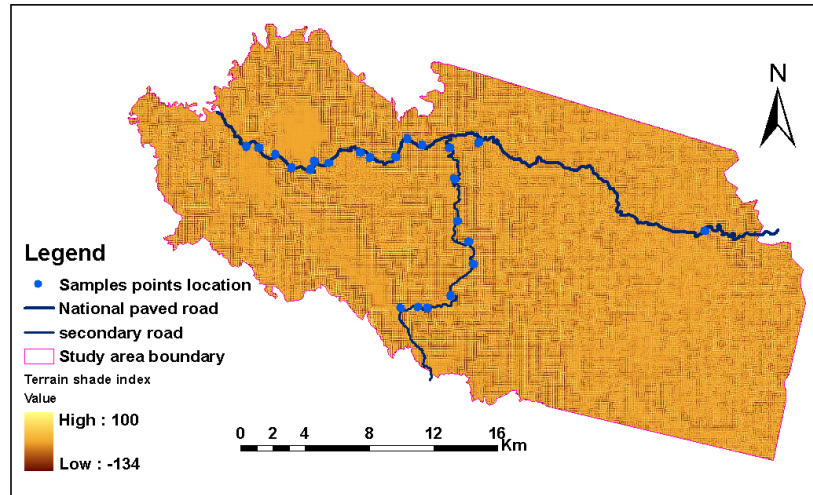 N
Legend
Samples points location
National paved road
secondary road
Study area boundary
Terrain shade index
Value
High : 100
Low : -134
0 2 4 8 12 16
Km